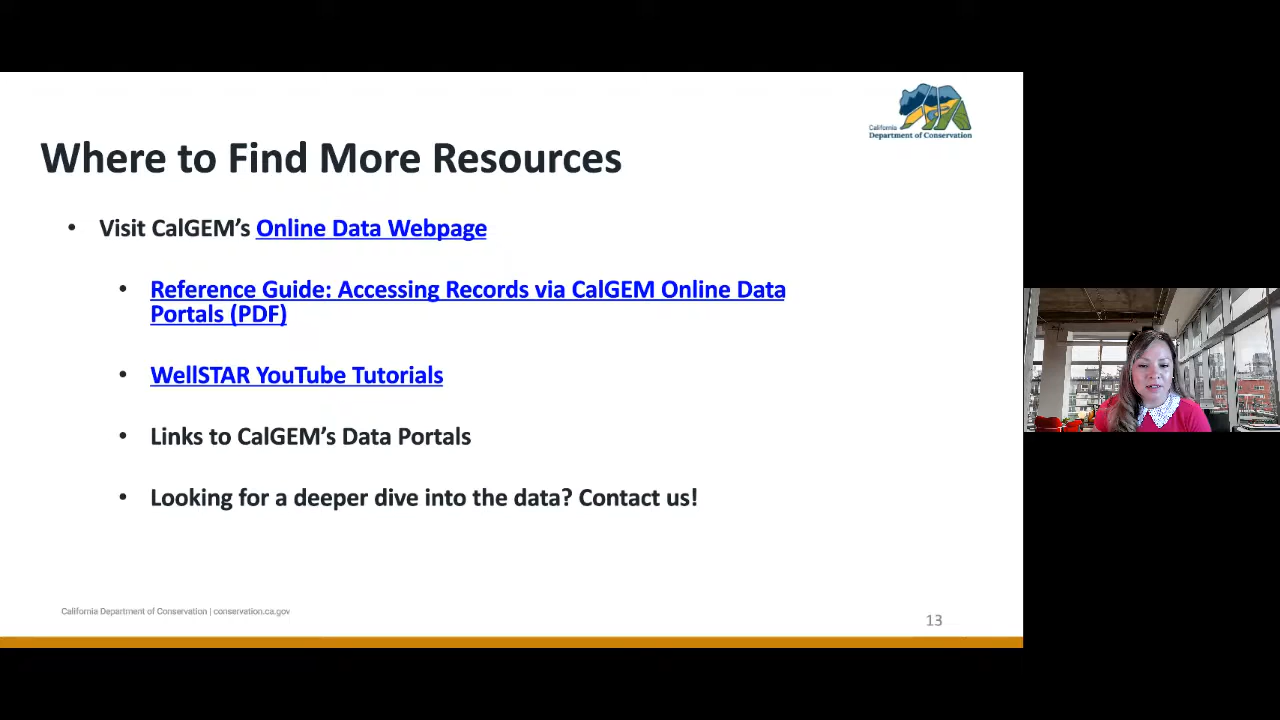 California
Department of Conservation
Where to Find More Resources
• Visit CalGEM’s Online Data Webpage
• Reference Guide: Accessing Records via CalGEM Online Data
Portals (PDF)
• WellSTAR YouTube Tutorials
• Links to CalGEM’s Data Portals
• Looking for a deeper dive into the data? Contact us!
California Department of Conservation | conservation.ca.gov
13